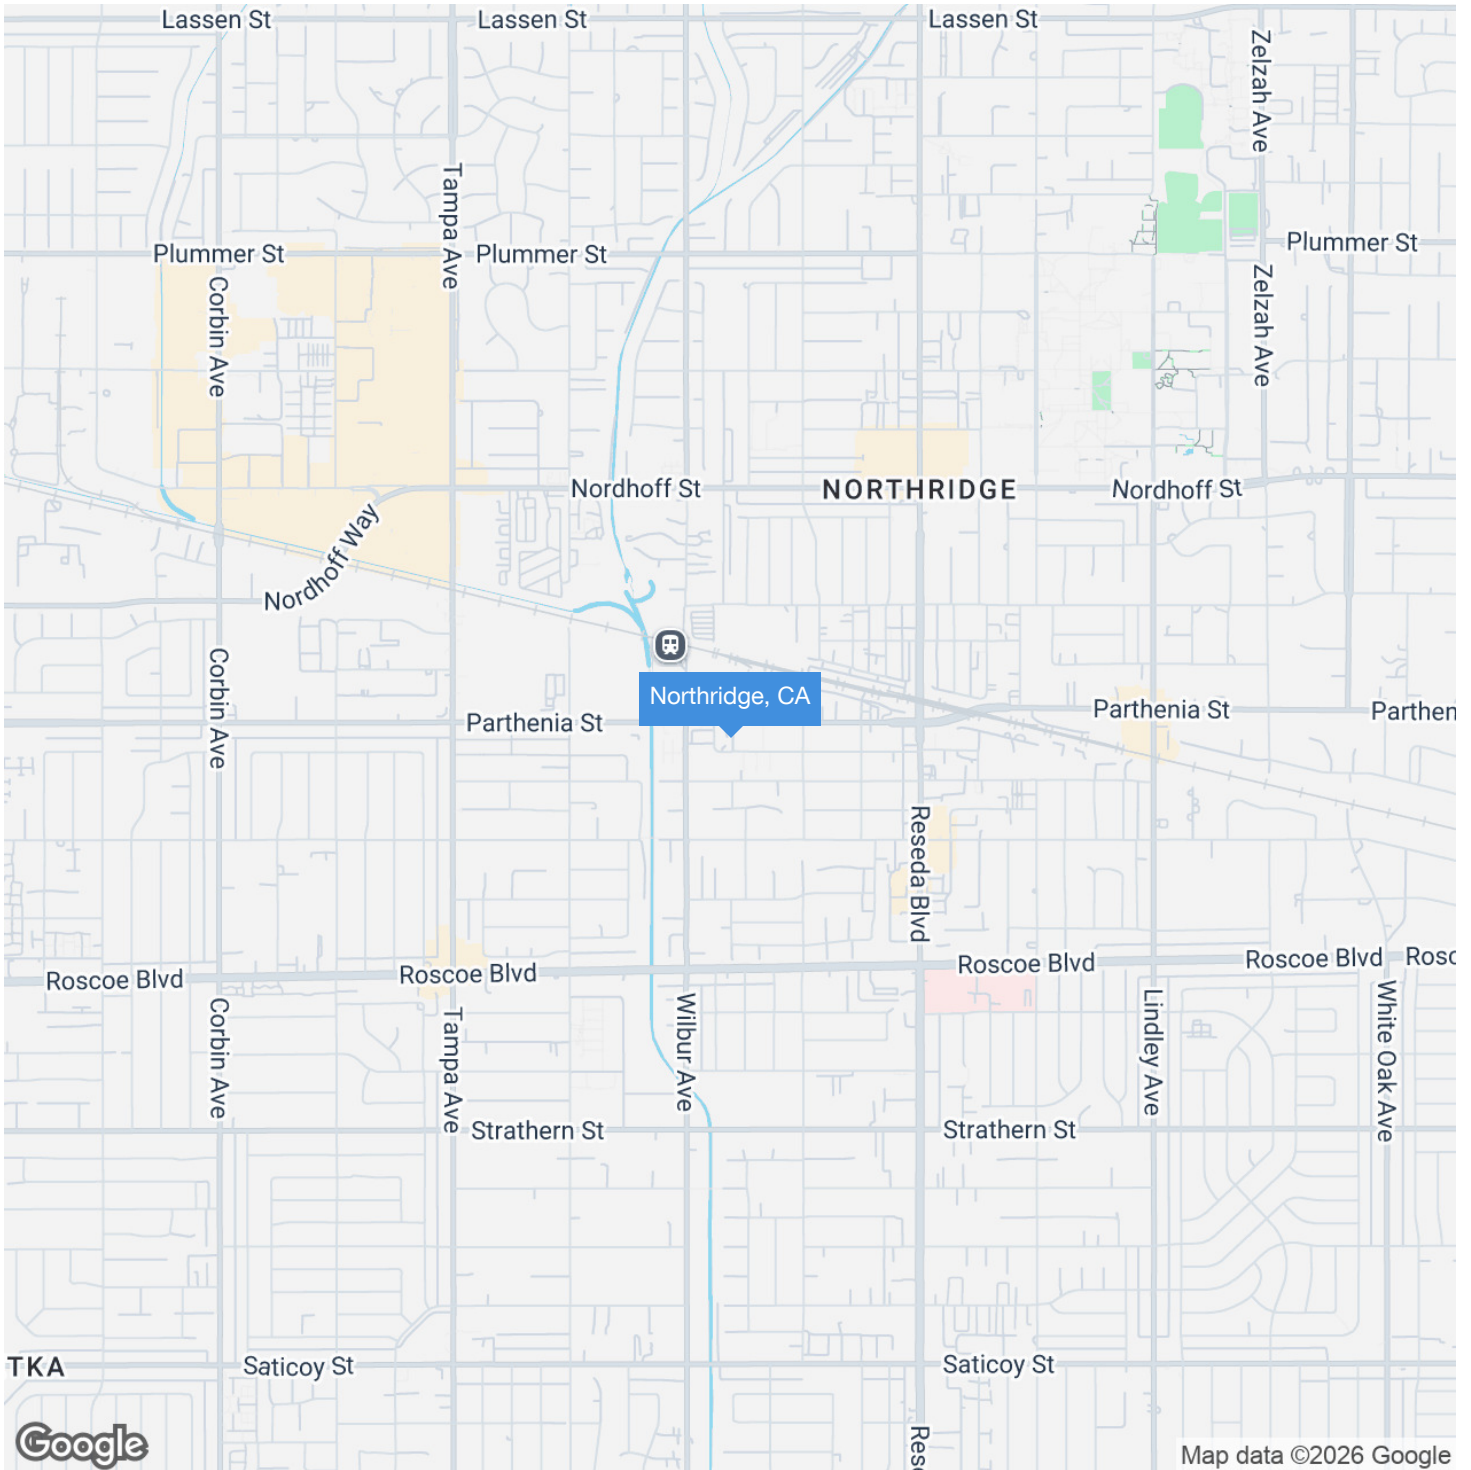 Lassen St
Lassen St
Lassen St
Zelzah Ave
Tampa Ave
Plummer St
Plummer St
Plummer St
Corbin Ave
Zelzah Ave
Nordhoff St
NORTHRIDGE
Nordhoff St
Nordhoff Way
Corbin Ave
Northridge, CA
Parthenia St
Parthenia St
Parthen
Reseda Blvd
Roscoe Blvd
Roscoe Blvd
Roscoe Blvd
Roscoe Blvd
Rosc
Corbin Ave
Tampa Ave
Wilbur Ave
Lindley Ave
White Oak Ave
Strathern St
Strathern St
TKA
Saticoy St
Saticoy St
Rese
Google
Map data ©2026 Google